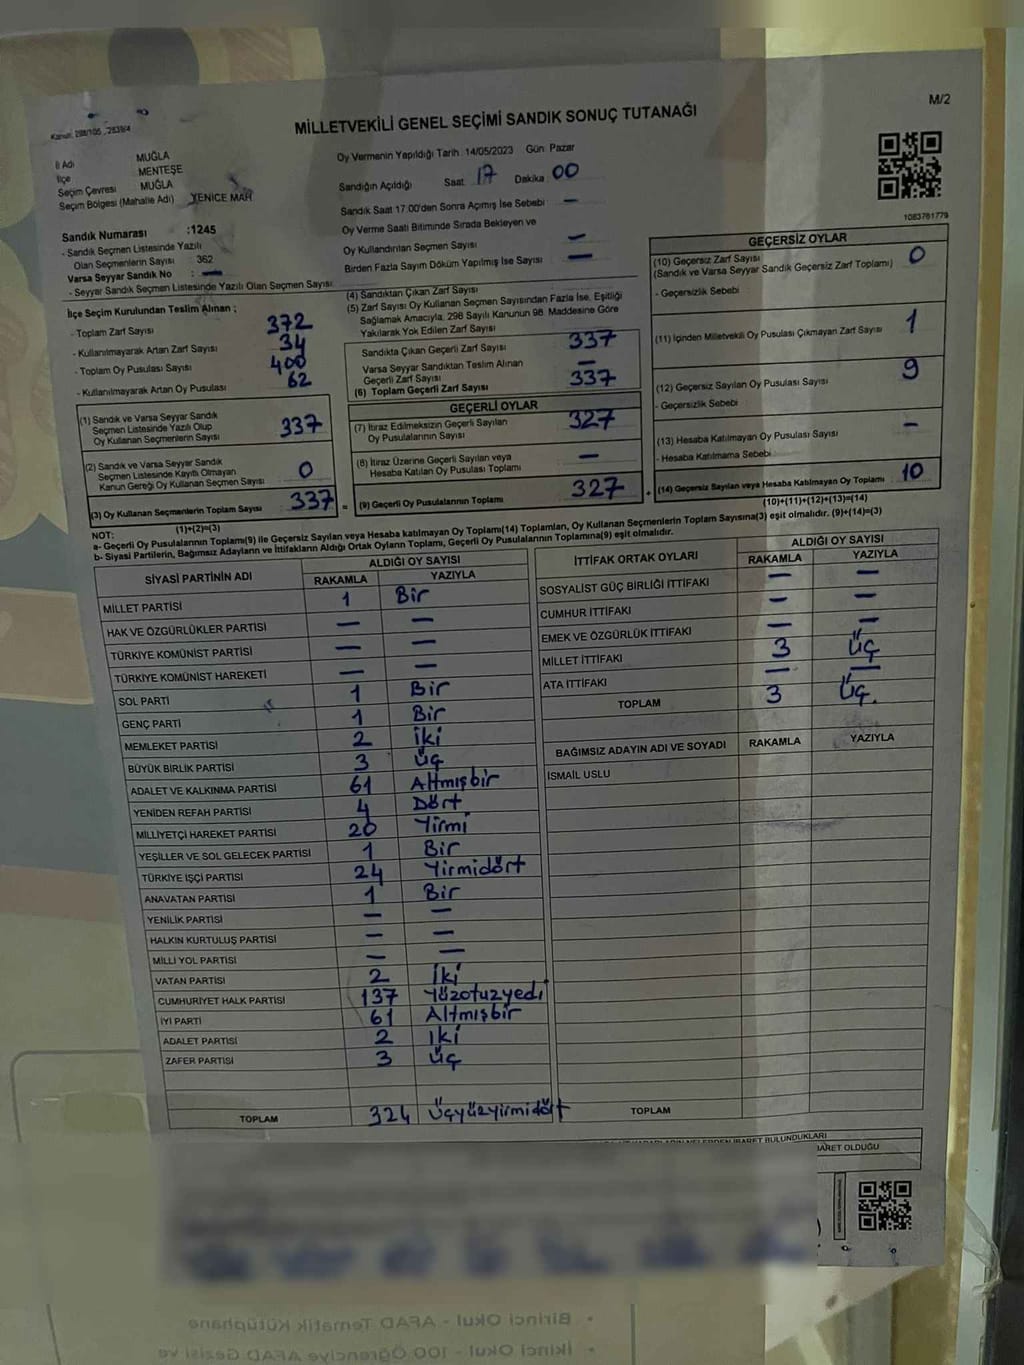 M/2
Kanun: 298/105 , 2839/4
MİLLETVEKİLİ GENEL SEÇİMİ SANDIK SONUÇ TUTANAĞI
İl Adı MUĞLA
İlçe MENTEŞE
Seçim Çevresi MUĞLA
Seçim Bölgesi (Mahalle Adı) YENİCE MAH
Oy Vermenin Yapıldığı Tarih: 14/05/2023 Gün: Pazar
Sandığın Açıldığı Saat 17 Dakika 00
Sandık Saat 17.00'den Sonra Açımış İse Sebebi : —
Oy Verme Saati Bitiminde Sırada Bekleyen ve
Oy Kullandırılan Seçmen Sayısı —
Birden Fazla Sayım Döküm Yapılmış İse Sayısı —
1083761779
Sandık Numarası :1245
- Sandık Seçmen Listesinde Yazılı
Olan Seçmenlerin Sayısı : 362
Varsa Seyyar Sandık No : —
- Seyyar Sandık Seçmen Listesinde Yazılı Olan Seçmen Sayısı:
İlçe Seçim Kurulundan Teslim Alınan ;
- Toplam Zarf Sayısı 372
- Kullanılmayarak Artan Zarf Sayısı 34
- Toplam Oy Pusulası Sayısı 400
- Kullanılmayarak Artan Oy Pusulası 62
(1) Sandık ve Varsa Seyyar Sandık
Seçmen Listesinde Yazılı Olup
Oy Kullanan Seçmenlerin Sayısı 337
(2) Sandık ve Varsa Seyyar Sandık
Seçmen Listesinde Kayıtlı Olmayan
Kanun Gereği Oy Kullanan Seçmen Sayısı : 0
(3) Oy Kullanan Seçmenlerin Toplam Sayısı : 337
(1)+(2)=(3)
(4) Sandıktan Çıkan Zarf Sayısı
(5) Zarf Sayısı Oy Kullanan Seçmen Sayısından Fazla İse, Eşitliği
Sağlamak Amacıyla, 298 Sayılı Kanunun 98. Maddesine Göre
Yakılarak Yok Edilen Zarf Sayısı
Sandıkta Çıkan Geçerli Zarf Sayısı 337
Varsa Seyyar Sandıktan Teslim Alınan
Geçerli Zarf Sayısı —
(6) Toplam Geçerli Zarf Sayısı 337
GEÇERLİ OYLAR
(7) İtiraz Edilmeksizin Geçerli Sayılan
Oy Pusulalarının Sayısı 327
(8) İtiraz Üzerine Geçerli Sayılan veya
Hesaba Katılan Oy Pusulası Toplamı —
= (9) Geçerli Oy Pusulalarının Toplamı 327 +
GEÇERSİZ OYLAR
(10) Geçersiz Zarf Sayısı 0
(Sandık ve Varsa Seyyar Sandık Geçersiz Zarf Toplamı)
- Geçersizlik Sebebi :
(11) İçinden Milletvekili Oy Pusulası Çıkmayan Zarf Sayısı 1
(12) Geçersiz Sayılan Oy Pusulası Sayısı 9
- Geçersizlik Sebebi :
(13) Hesaba Katılmayan Oy Pusulası Sayısı —
- Hesaba Katılmama Sebebi :
(14) Geçersiz Sayılan veya Hesaba Katılmayan Oy Toplamı 10
(10)+(11)+(12)+(13)=(14)
NOT:
a- Geçerli Oy Pusulalarının Toplamı(9) ile Geçersiz Sayılan veya Hesaba katılmayan Oy Toplamı(14) Toplamları, Oy Kullanan Seçmenlerin Toplam Sayısına(3) eşit olmalıdır. (9)+(14)=(3)
b- Siyasi Partilerin, Bağımsız Adayların ve İttifakların Aldığı Ortak Oyların Toplamı, Geçerli Oy Pusulalarının Toplamına(9) eşit olmalıdır.
SİYASİ PARTİNİN ADI ALDIĞI OY SAYISI
RAKAMLA YAZIYLA
MİLLET PARTİSİ 1 Bir
HAK VE ÖZGÜRLÜKLER PARTİSİ — —
TÜRKİYE KOMÜNİST PARTİSİ — —
TÜRKİYE KOMÜNİST HAREKETİ — —
SOL PARTİ 1 Bir
GENÇ PARTİ 1 Bir
MEMLEKET PARTİSİ 2 iki
BÜYÜK BİRLİK PARTİSİ 3 üç
ADALET VE KALKINMA PARTİSİ 61 Altmışbir
YENİDEN REFAH PARTİSİ 4 Dört
MİLLİYETÇİ HAREKET PARTİSİ 20 Yirmi
YEŞİLLER VE SOL GELECEK PARTİSİ 1 Bir
TÜRKİYE İŞÇİ PARTİSİ 24 Yirmidört
ANAVATAN PARTİSİ 1 Bir
YENİLİK PARTİSİ — —
HALKIN KURTULUŞ PARTİSİ — —
MİLLİ YOL PARTİSİ — —
VATAN PARTİSİ 2 İki
CUMHURİYET HALK PARTİSİ 137 Yüzotuzyedi
İYİ PARTİ 61 Altmışbir
ADALET PARTİSİ 2 iki
ZAFER PARTİSİ 3 üç
TOPLAM 324 Üçyüzyirmidört
İTTİFAK ORTAK OYLARI ALDIĞI OY SAYISI
RAKAMLA YAZIYLA
SOSYALİST GÜÇ BİRLİĞİ İTTİFAKI — —
CUMHUR İTTİFAKI — —
EMEK VE ÖZGÜRLÜK İTTİFAKI — —
MİLLET İTTİFAKI 3 Üç
ATA İTTİFAKI — —
TOPLAM 3 Üç.
BAĞIMSIZ ADAYIN ADI VE SOYADI RAKAMLA YAZIYLA
İSMAİL USLU
TOPLAM
BULUNDUKLARI
İBARET OLDUĞU
Birinci Okul - AFAD Tematik Kütüphane
İkinci Okul - 100 Öğrenciye AFAD Gezisi ve